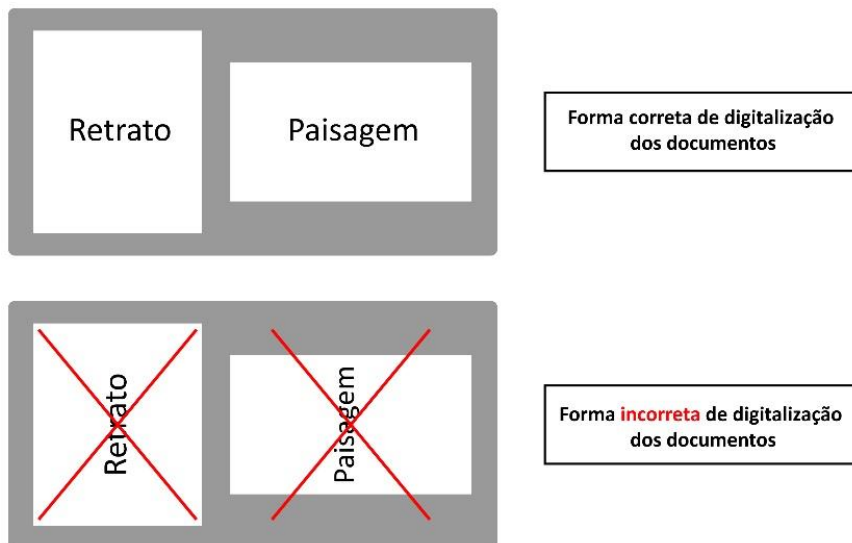 Retrato
Paisagem
Forma correta de digitalização
dos documentos
Retrato
Paisagem
Forma incorreta de digitalização
dos documentos